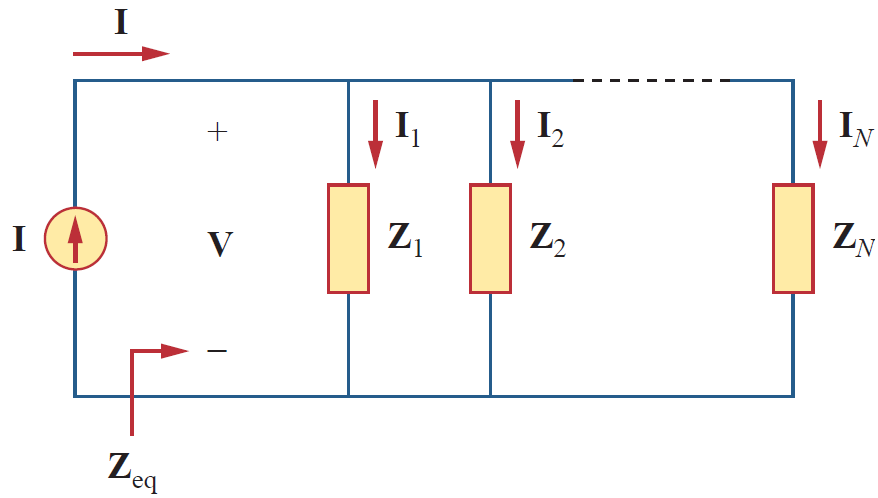 I
+
I₁
I₂
I_N
I
V
Z₁
Z₂
Z_N
−
Z_eq